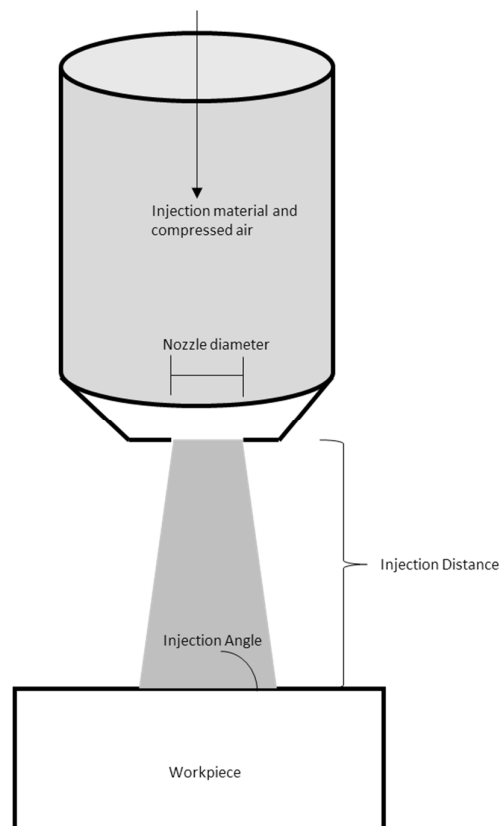 Injection material and
compressed air
Nozzle diameter
Injection Distance
Injection Angle
Workpiece